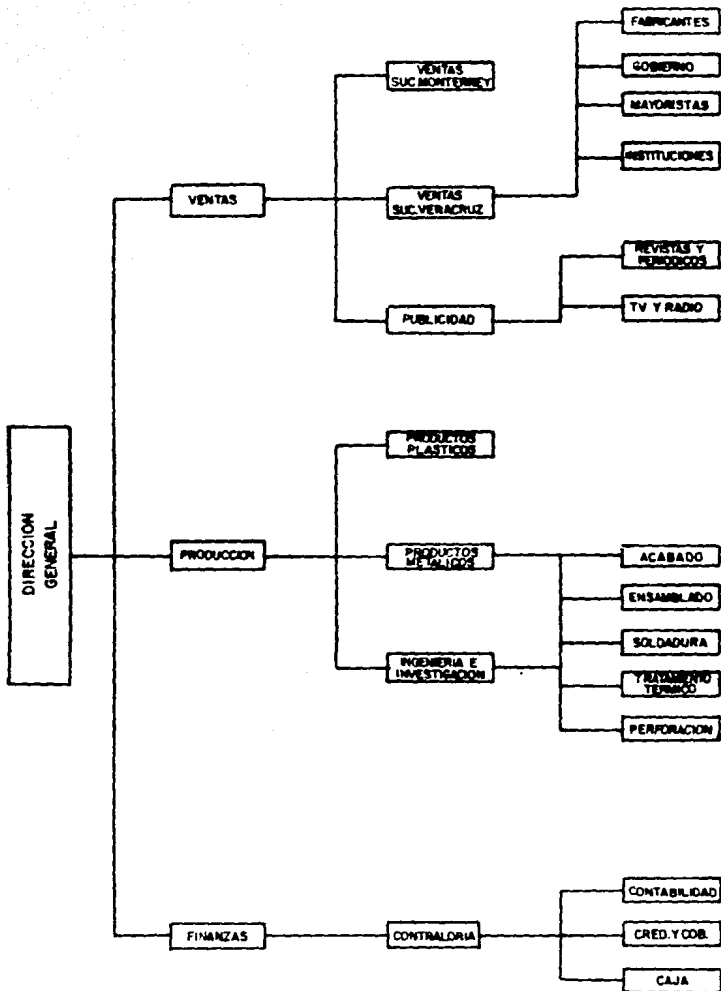 FABRICANTES
VENTAS
SUC. MONTERREY
GOBIERNO
MAYORISTAS
INSTITUCIONES
VENTAS
VENTAS
SUC. VERACRUZ
REVISTAS Y
PERIODICOS
PUBLICIDAD
TV Y RADIO
DIRECCION
GENERAL
PRODUCTOS
PLASTICOS
PRODUCCION
PRODUCTOS
METALICOS
ACABADO
ENSAMBLADO
SOLDADURA
INGENIERIA E
INVESTIGACION
TRATAMIENTO
TERMICO
PERFORACION
CONTABILIDAD
FINANZAS
CONTRALORIA
CRED. Y COB.
CAJA